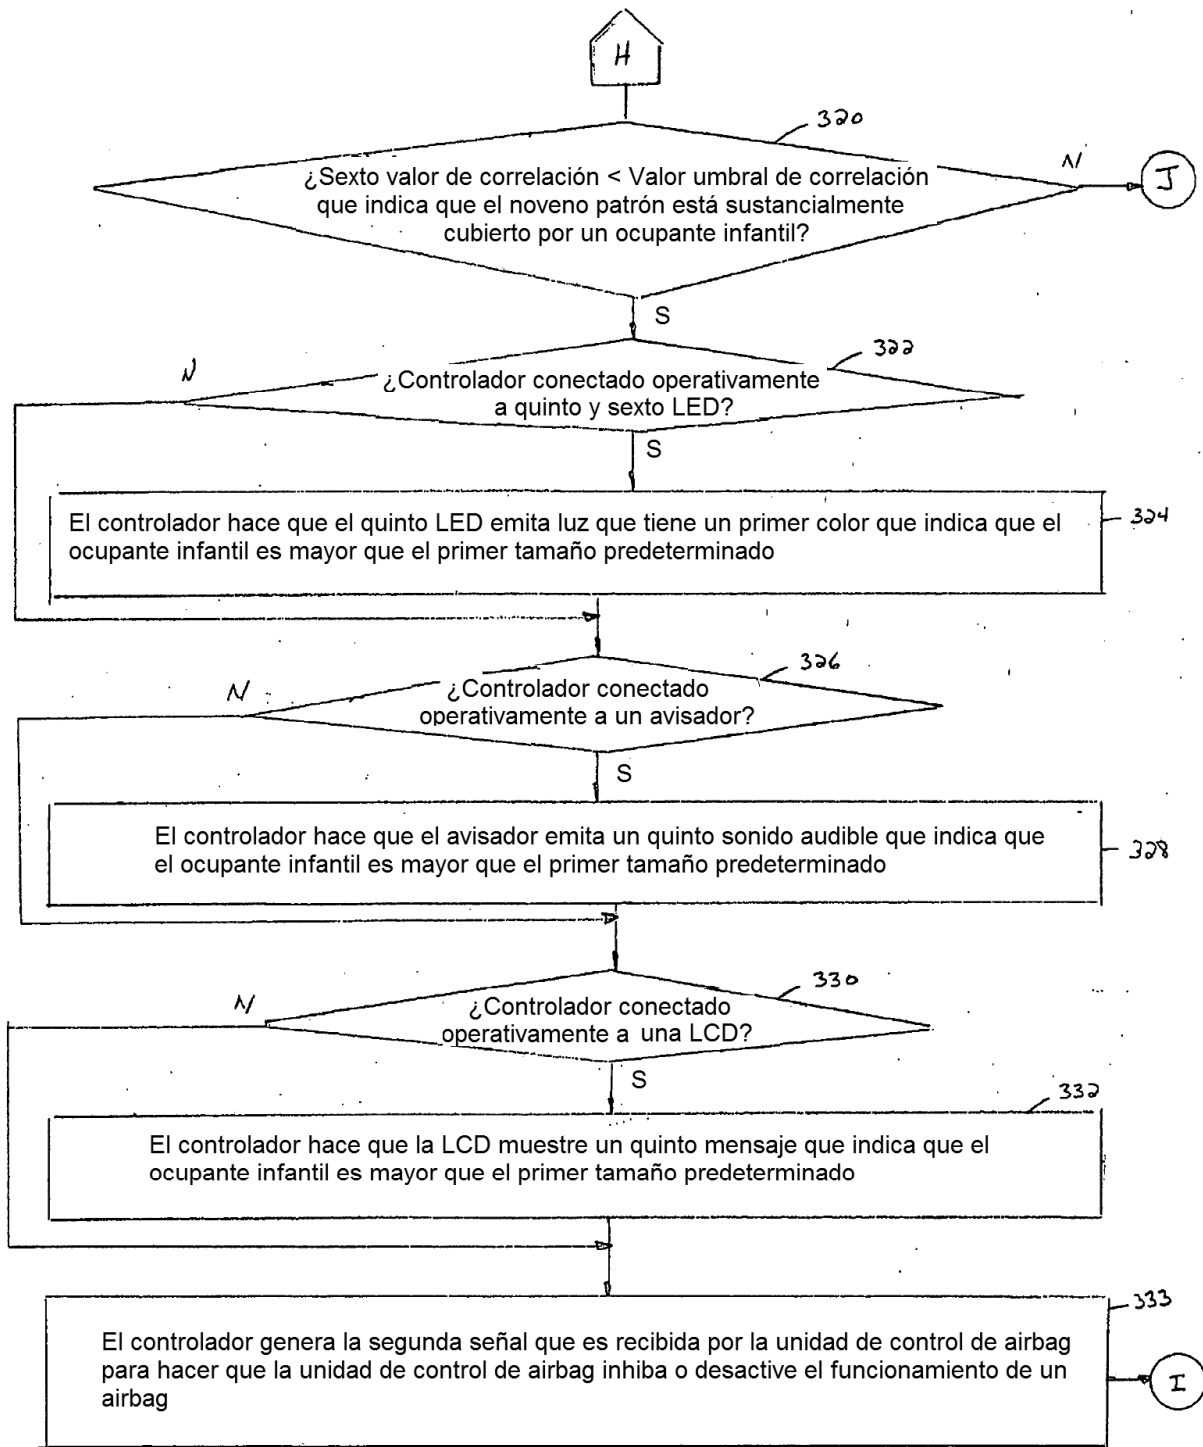 H
320
N
J
¿Sexto valor de correlación < Valor umbral de correlación
que indica que el noveno patrón está sustancialmente
cubierto por un ocupante infantil?
S
322
N
¿Controlador conectado operativamente
a quinto y sexto LED?
S
El controlador hace que el quinto LED emita luz que tiene un primer color que indica que el
ocupante infantil es mayor que el primer tamaño predeterminado
324
326
N
¿Controlador conectado
operativamente a un avisador?
S
El controlador hace que el avisador emita un quinto sonido audible que indica que
el ocupante infantil es mayor que el primer tamaño predeterminado
328
330
N
¿Controlador conectado
operativamente a una LCD?
S
332
El controlador hace que la LCD muestre un quinto mensaje que indica que el
ocupante infantil es mayor que el primer tamaño predeterminado
333
El controlador genera la segunda señal que es recibida por la unidad de control de airbag
para hacer que la unidad de control de airbag inhiba o desactive el funcionamiento de un
airbag
I